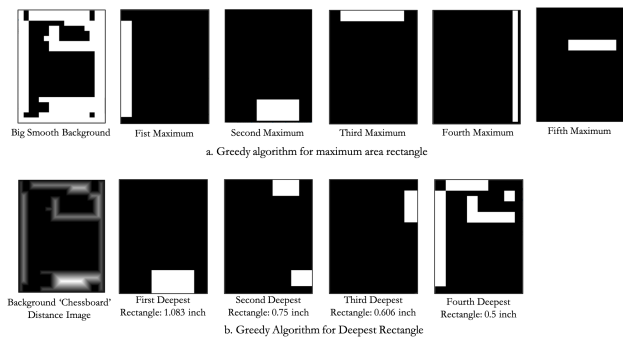 Big Smooth Background
Fist Maximum
Second Maximum
Third Maximum
Fourth Maximum
Fifth Maximum
a. Greedy algorithm for maximum area rectangle
Background ‘Chessboard’
Distance Image
First Deepest
Rectangle: 1.083 inch
Second Deepest
Rectangle: 0.75 inch
Third Deepest
Rectangle: 0.606 inch
Fourth Deepest
Rectangle: 0.5 inch
b. Greedy Algorithm for Deepest Rectangle